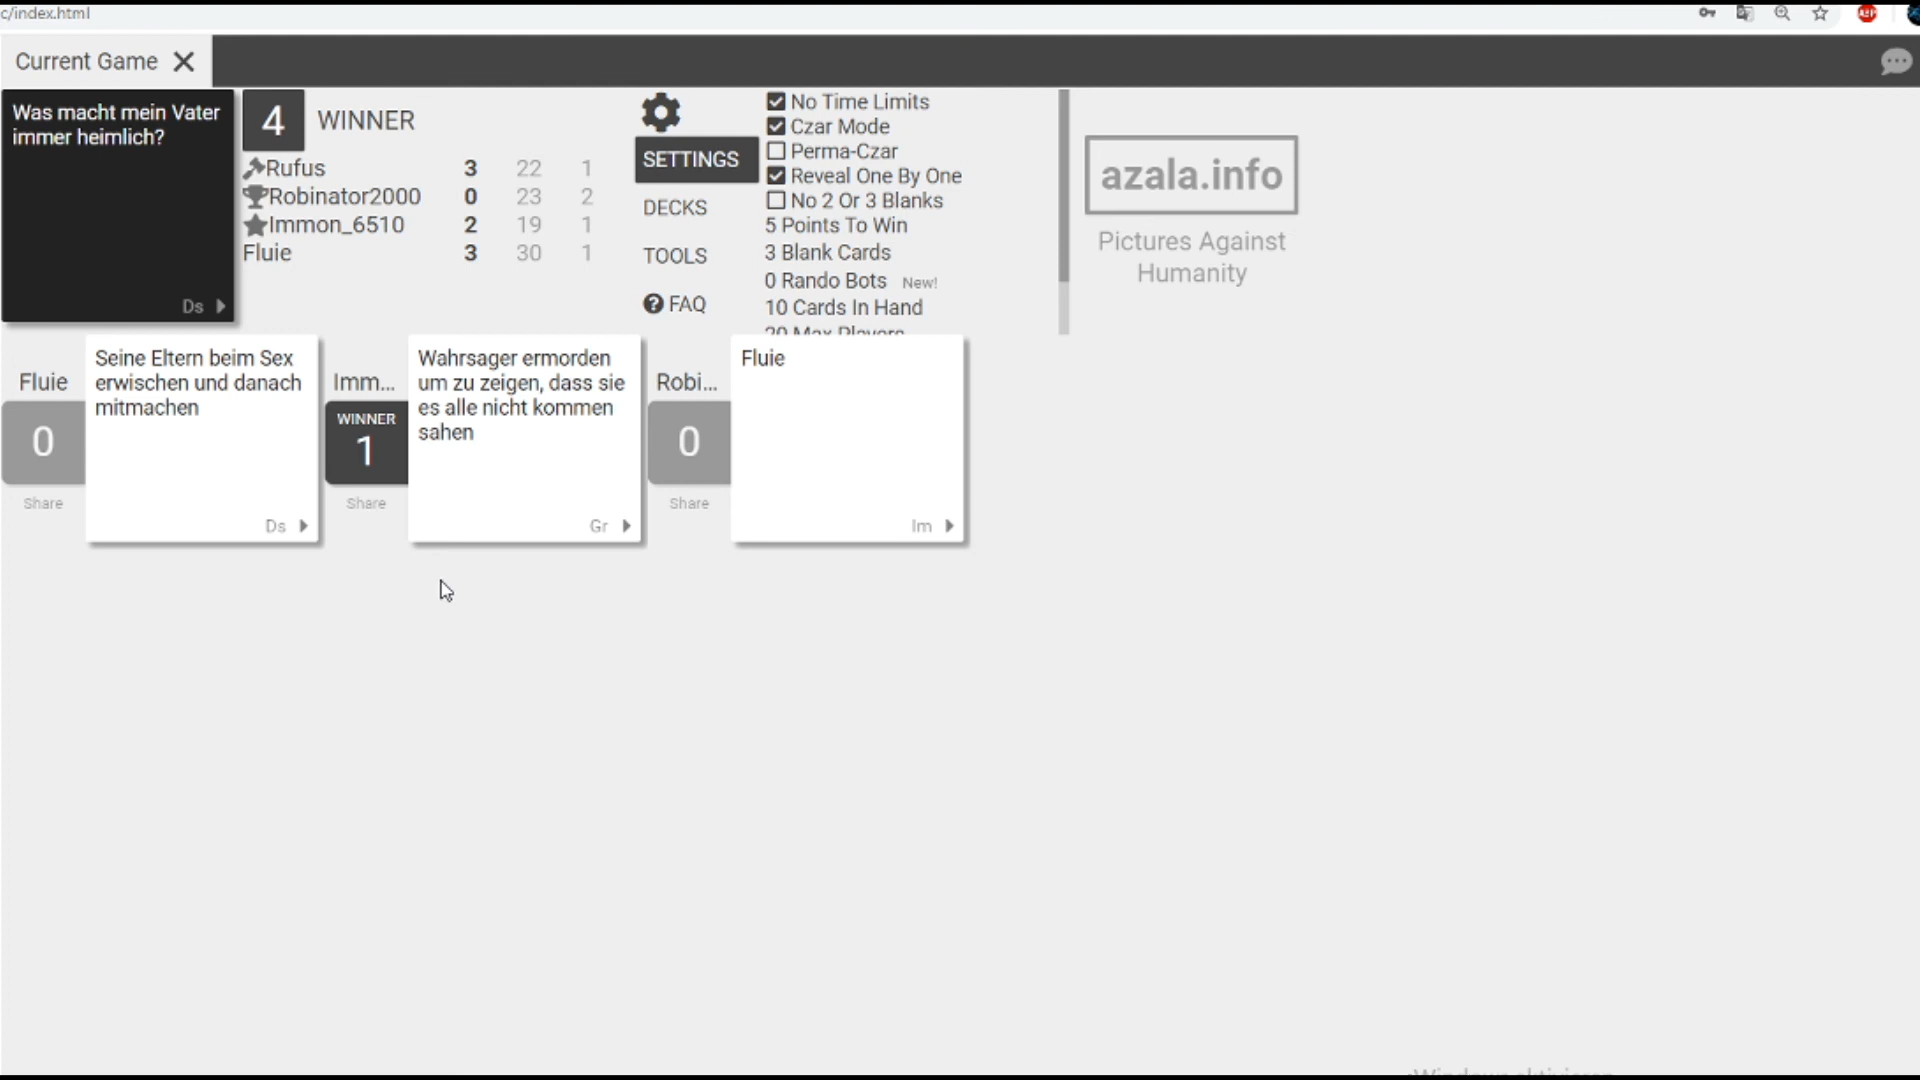 c/index.html
Current Game
Was macht mein Vater
immer heimlich?
Ds
4 WINNER
Rufus 3 22 1
Robinator2000 0 23 2
Immon_6510 2 19 1
Fluie 3 30 1
SETTINGS
DECKS
TOOLS
? FAQ
No Time Limits
Czar Mode
Perma-Czar
Reveal One By One
No 2 Or 3 Blanks
5 Points To Win
3 Blank Cards
0 Rando Bots New!
10 Cards In Hand
20 Max Players
azala.info
Pictures Against
Humanity
Fluie
0
Share
Seine Eltern beim Sex
erwischen und danach
mitmachen
Ds
Imm...
WINNER
1
Share
Wahrsager ermorden
um zu zeigen, dass sie
es alle nicht kommen
sahen
Gr
Robi...
0
Share
Fluie
Im
Windows aktivieren